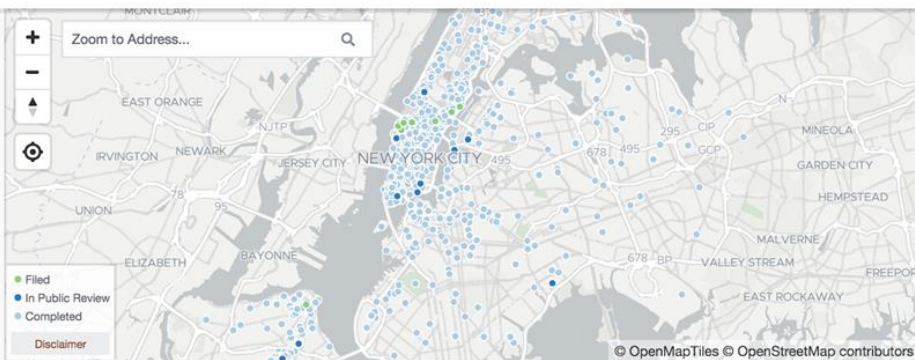 MONTCLAIR
+
Zoom to Address...
−
EAST ORANGE
NJTP
N
295
CIP
MINEOLA
IRVINGTON
NEWARK
JERSEY CITY
NEW YORK CITY
495
678
495
GCP
GARDEN CITY
78
95
HEMPSTEAD
UNION
MALVERNE
ELIZABETH
BAYONNE
678
BP
VALLEY STREAM
FREEPOR
Filed
In Public Review
Completed
EAST ROCKAWAY
Disclaimer
© OpenMapTiles © OpenStreetMap contributors